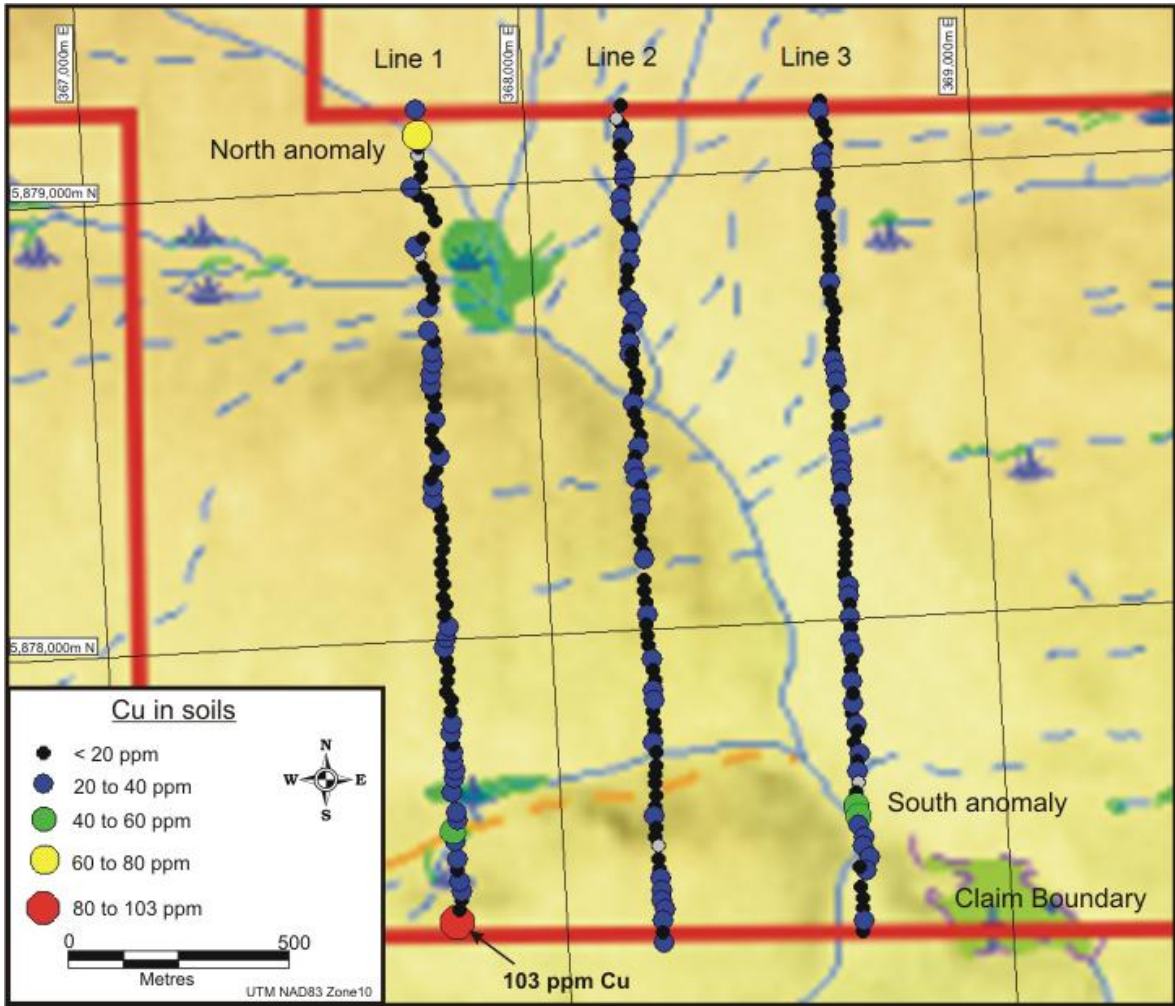 367,000m E
368,000m E
369,000m E
Line 1
Line 2
Line 3
North anomaly
5,879,000m N
5,878,000m N
Cu in soils
< 20 ppm
20 to 40 ppm
40 to 60 ppm
60 to 80 ppm
80 to 103 ppm
N
W E
S
0 500
Metres
UTM NAD83 Zone10
South anomaly
Claim Boundary
103 ppm Cu